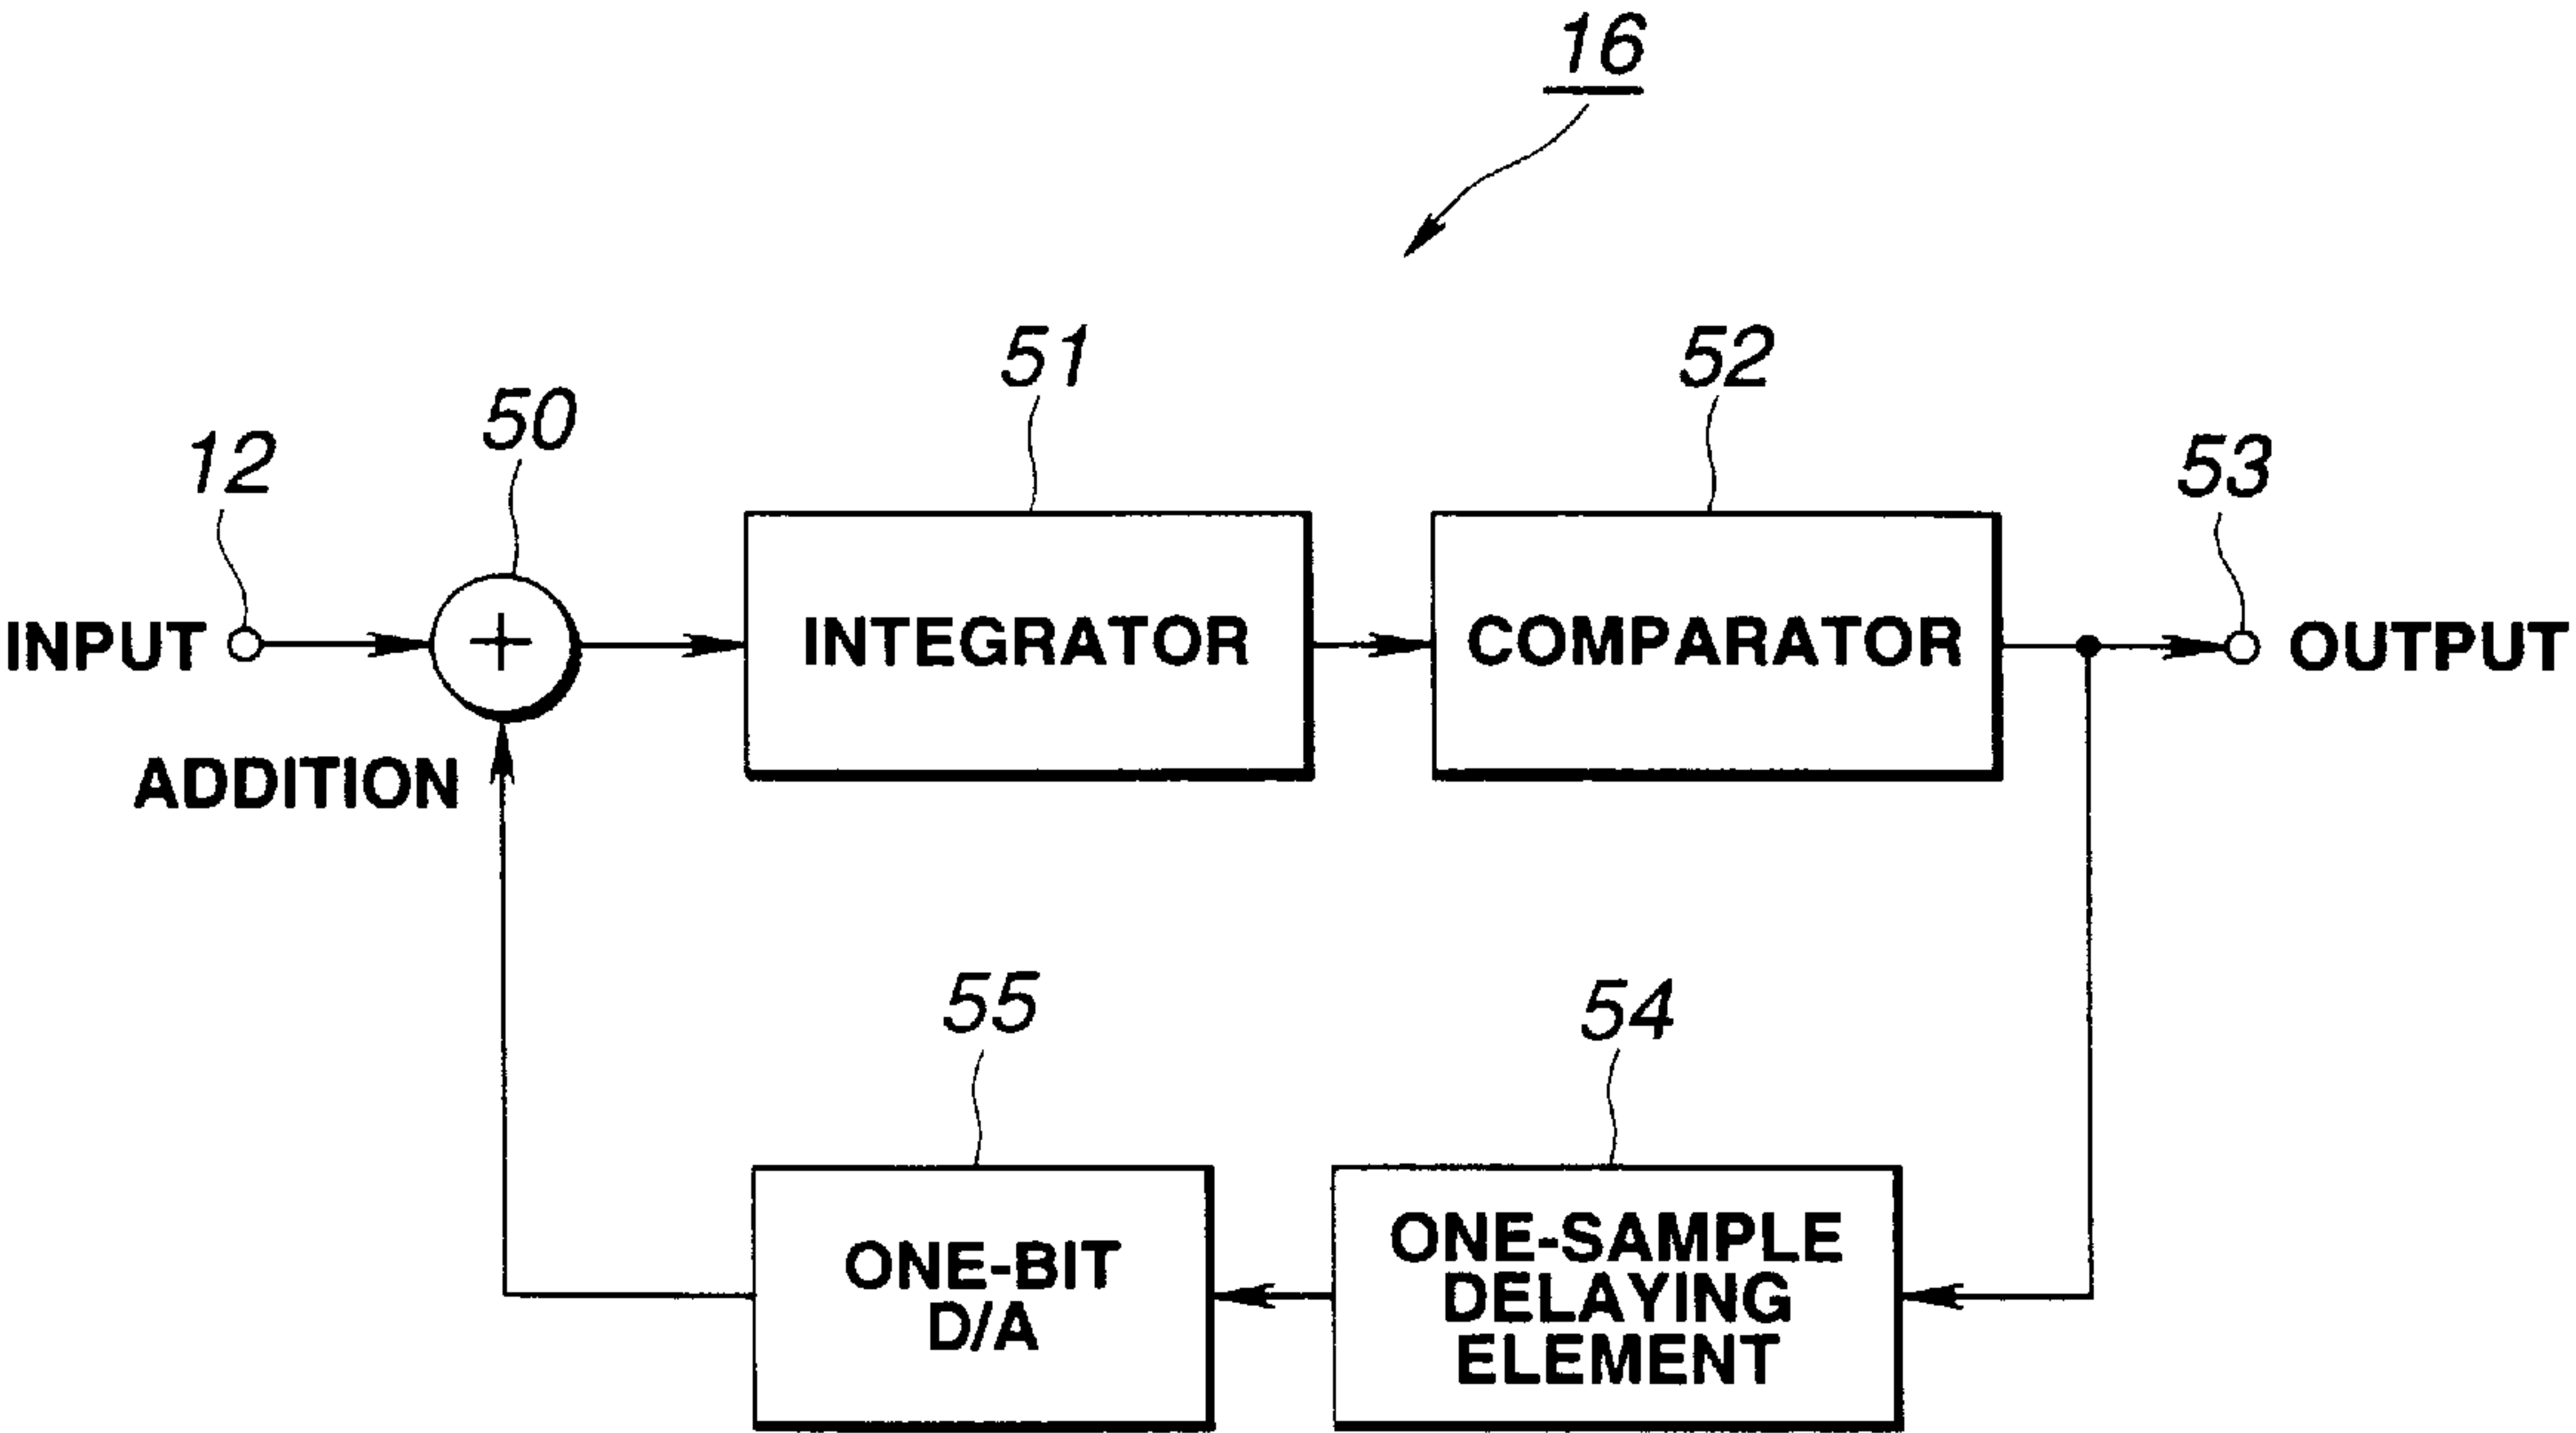 16
51
52
50
12
53
INPUT
+
INTEGRATOR
COMPARATOR
OUTPUT
ADDITION
55
54
ONE-BIT
D/A
ONE-SAMPLE
DELAYING
ELEMENT